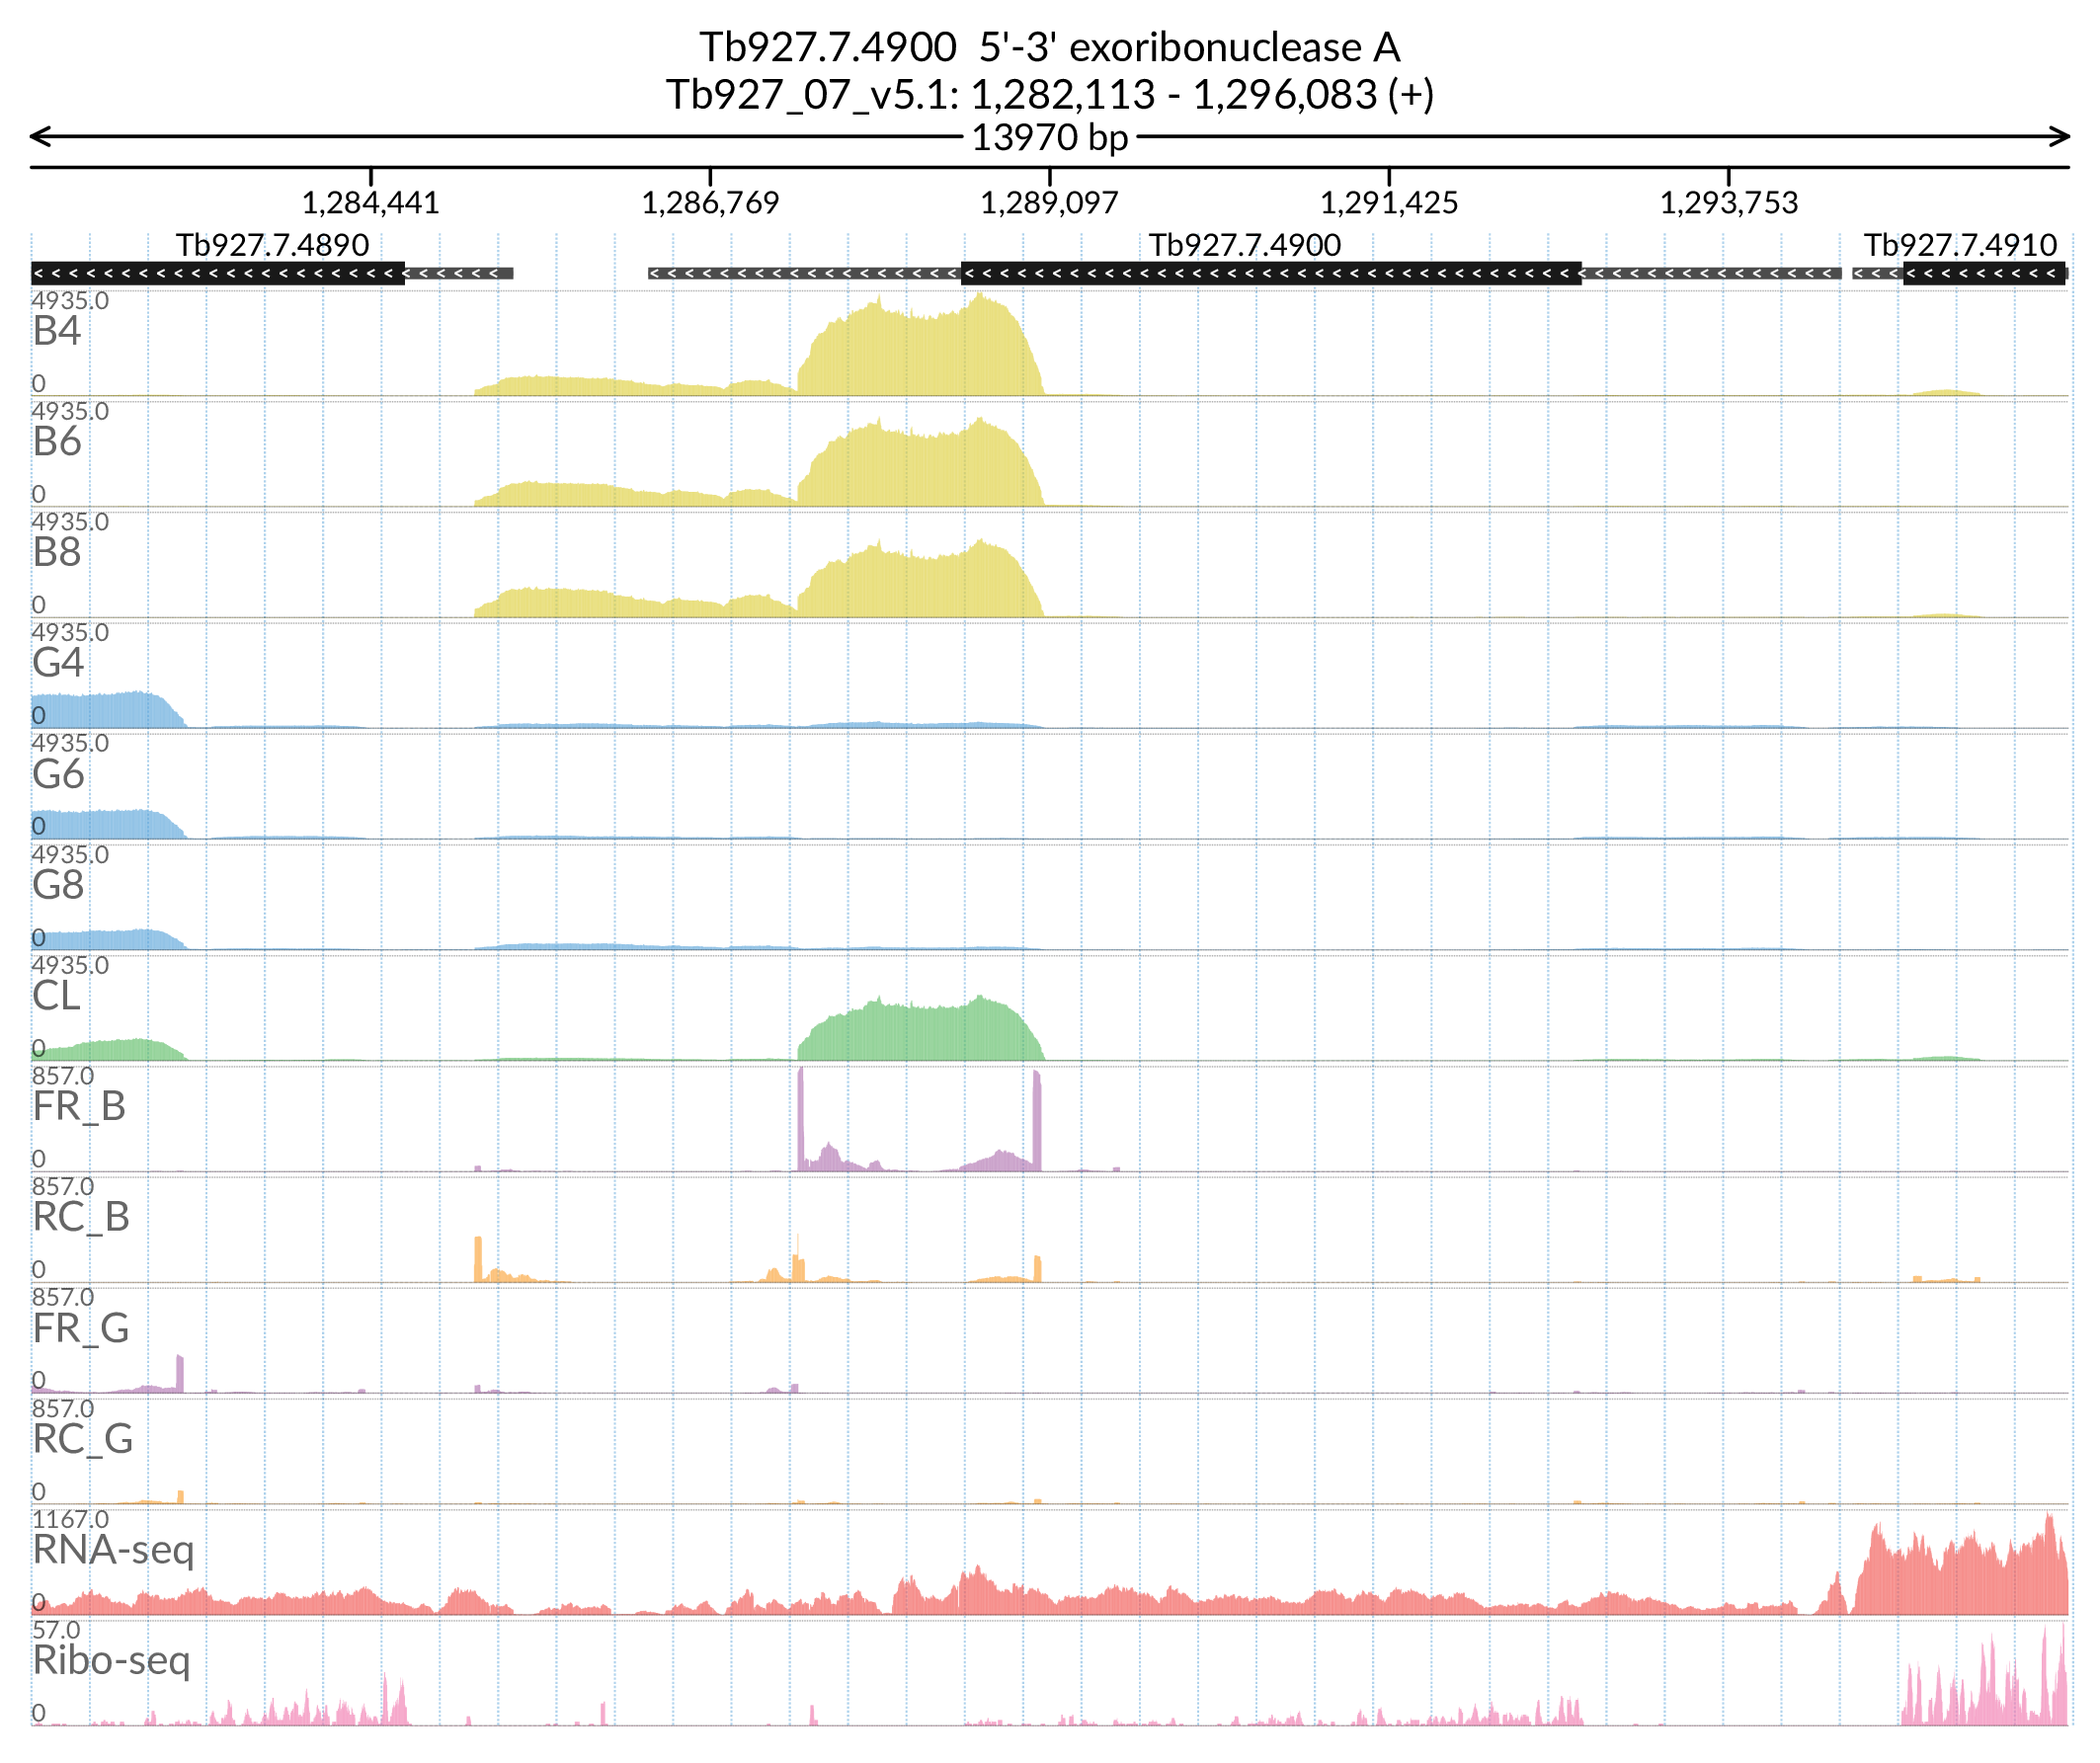 Tb927.7.4900 5'-3' exoribonuclease A
Tb927_07_v5.1: 1,282,113 - 1,296,083 (+)
13970 bp
1,284,441 1,286,769 1,289,097 1,291,425 1,293,753
Tb927.7.4890 Tb927.7.4900 Tb927.7.4910
4935.0
B4
0
4935.0
B6
0
4935.0
B8
0
4935.0
G4
0
4935.0
G6
0
4935.0
G8
0
4935.0
CL
0
857.0
FR_B
0
857.0
RC_B
0
857.0
FR_G
0
857.0
RC_G
0
1167.0
RNA-seq
0
57.0
Ribo-seq
0